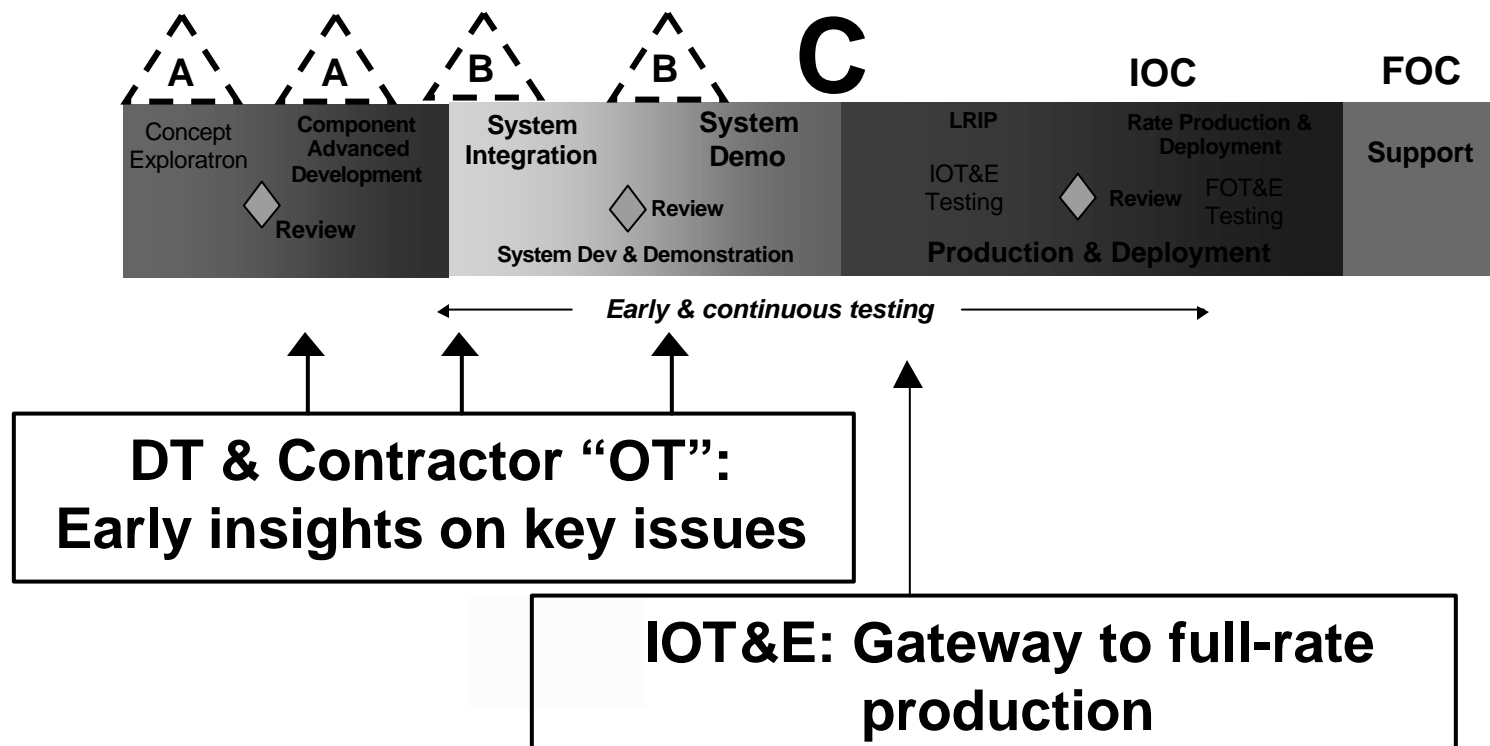 A
A
B
B
C
IOC
FOC
Concept
Exploratron
Component
Advanced
Development
Review
System
Integration
System
Demo
Review
System Dev & Demonstration
LRIP
IOT&E
Testing
Rate Production &
Deployment
Review
FOT&E
Testing
Production & Deployment
Support
Early & continuous testing
DT & Contractor “OT”:
Early insights on key issues
IOT&E: Gateway to full-rate
production